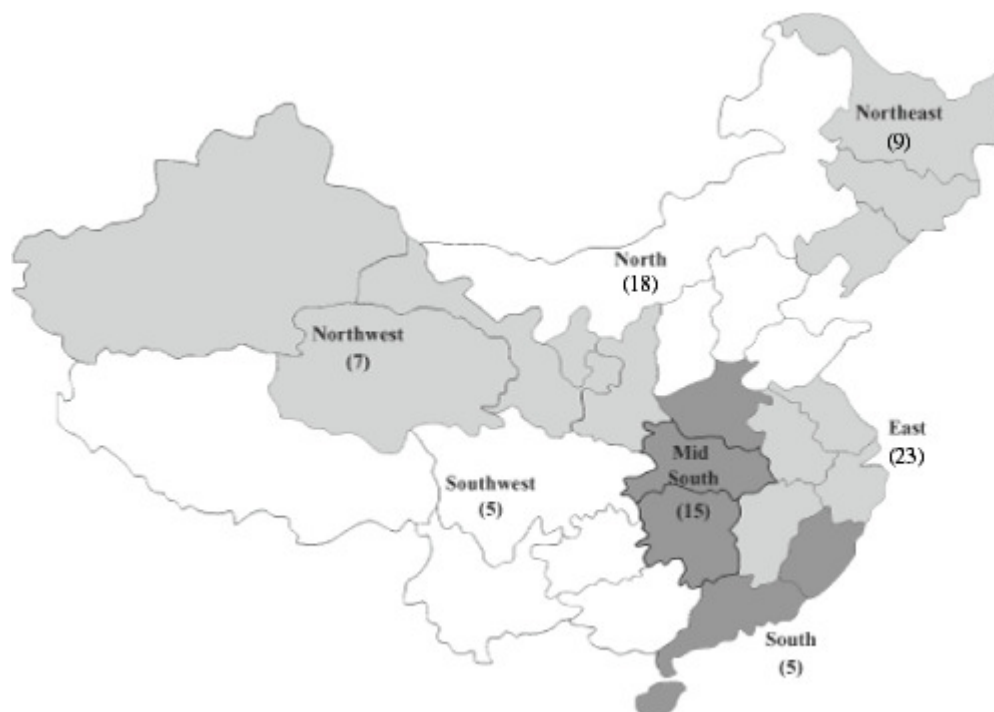 Northeast
(9)
North
(18)
Northwest
(7)
East
(23)
Mid
South
(15)
Southwest
(5)
South
(5)